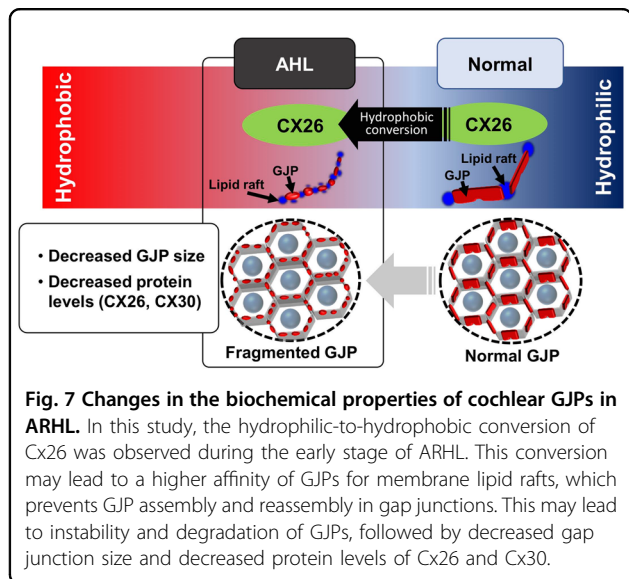 AHL
Normal
Hydrophobic
Hydrophilic
CX26
Hydrophobic
conversion
CX26
GJP
Lipid raft
Lipid raft
GJP
• Decreased GJP size
• Decreased protein
levels (CX26, CX30)
Fragmented GJP
Normal GJP
Fig. 7 Changes in the biochemical properties of cochlear GJPs in
ARHL. In this study, the hydrophilic-to-hydrophobic conversion of
Cx26 was observed during the early stage of ARHL. This conversion
may lead to a higher affinity of GJPs for membrane lipid rafts, which
prevents GJP assembly and reassembly in gap junctions. This may lead
to instability and degradation of GJPs, followed by decreased gap
junction size and decreased protein levels of Cx26 and Cx30.